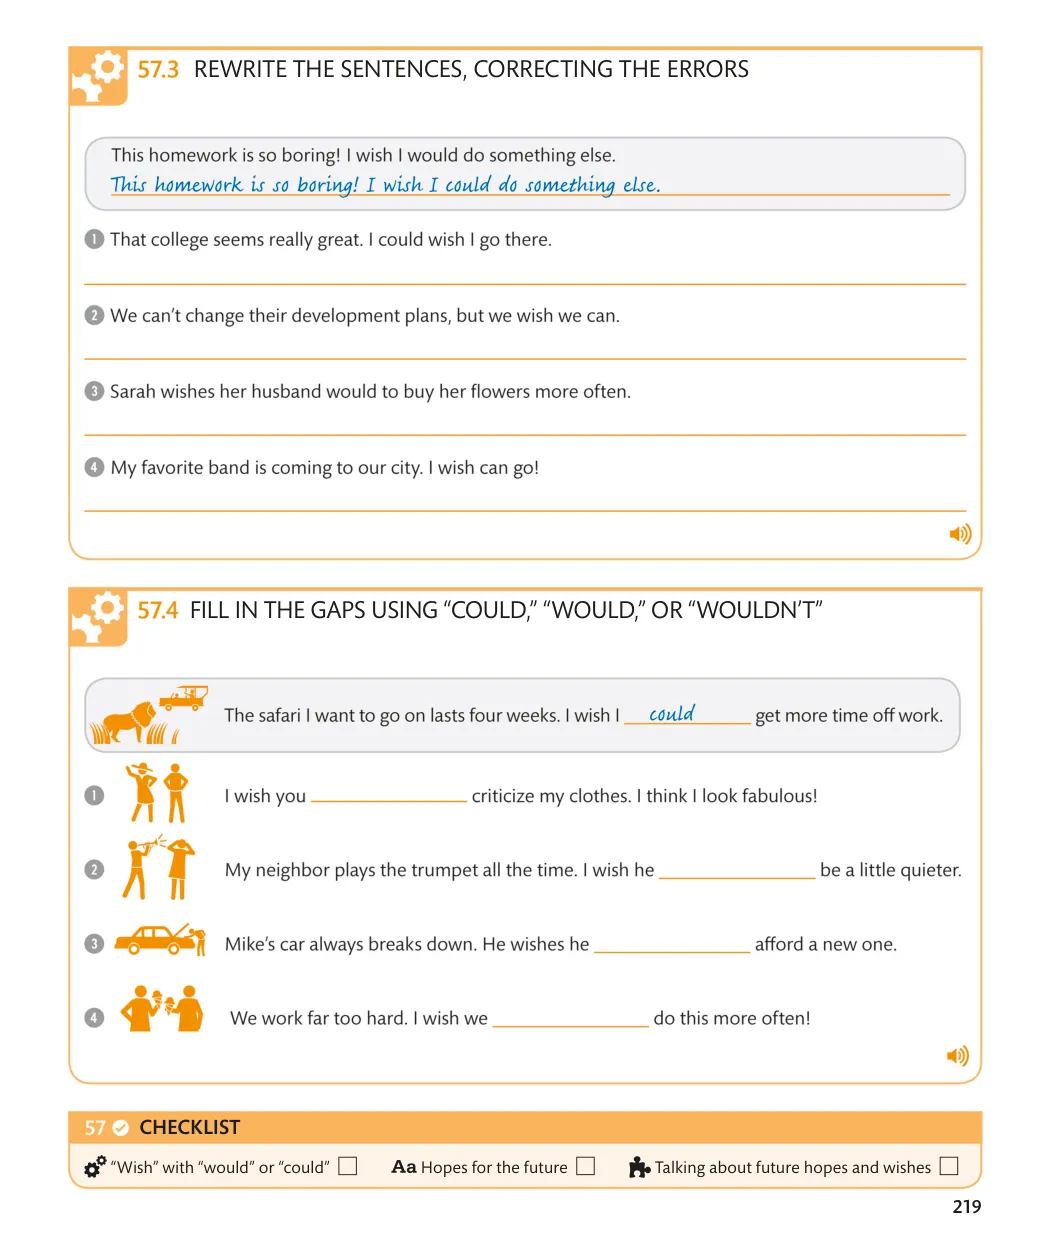 57.3 REWRITE THE SENTENCES, CORRECTING THE ERRORS
This homework is so boring! I wish I would do something else.
This homework is so boring! I wish I could do something else.
1 That college seems really great. I could wish I go there.
2 We can’t change their development plans, but we wish we can.
3 Sarah wishes her husband would to buy her flowers more often.
4 My favorite band is coming to our city. I wish can go!
57.4 FILL IN THE GAPS USING “COULD,” “WOULD,” OR “WOULDN’T”
The safari I want to go on lasts four weeks. I wish I could get more time off work.
1 I wish you ____ criticize my clothes. I think I look fabulous!
2 My neighbor plays the trumpet all the time. I wish he ____ be a little quieter.
3 Mike’s car always breaks down. He wishes he ____ afford a new one.
4 We work far too hard. I wish we ____ do this more often!
57 CHECKLIST
“Wish” with “would” or “could” Aa Hopes for the future Talking about future hopes and wishes
219